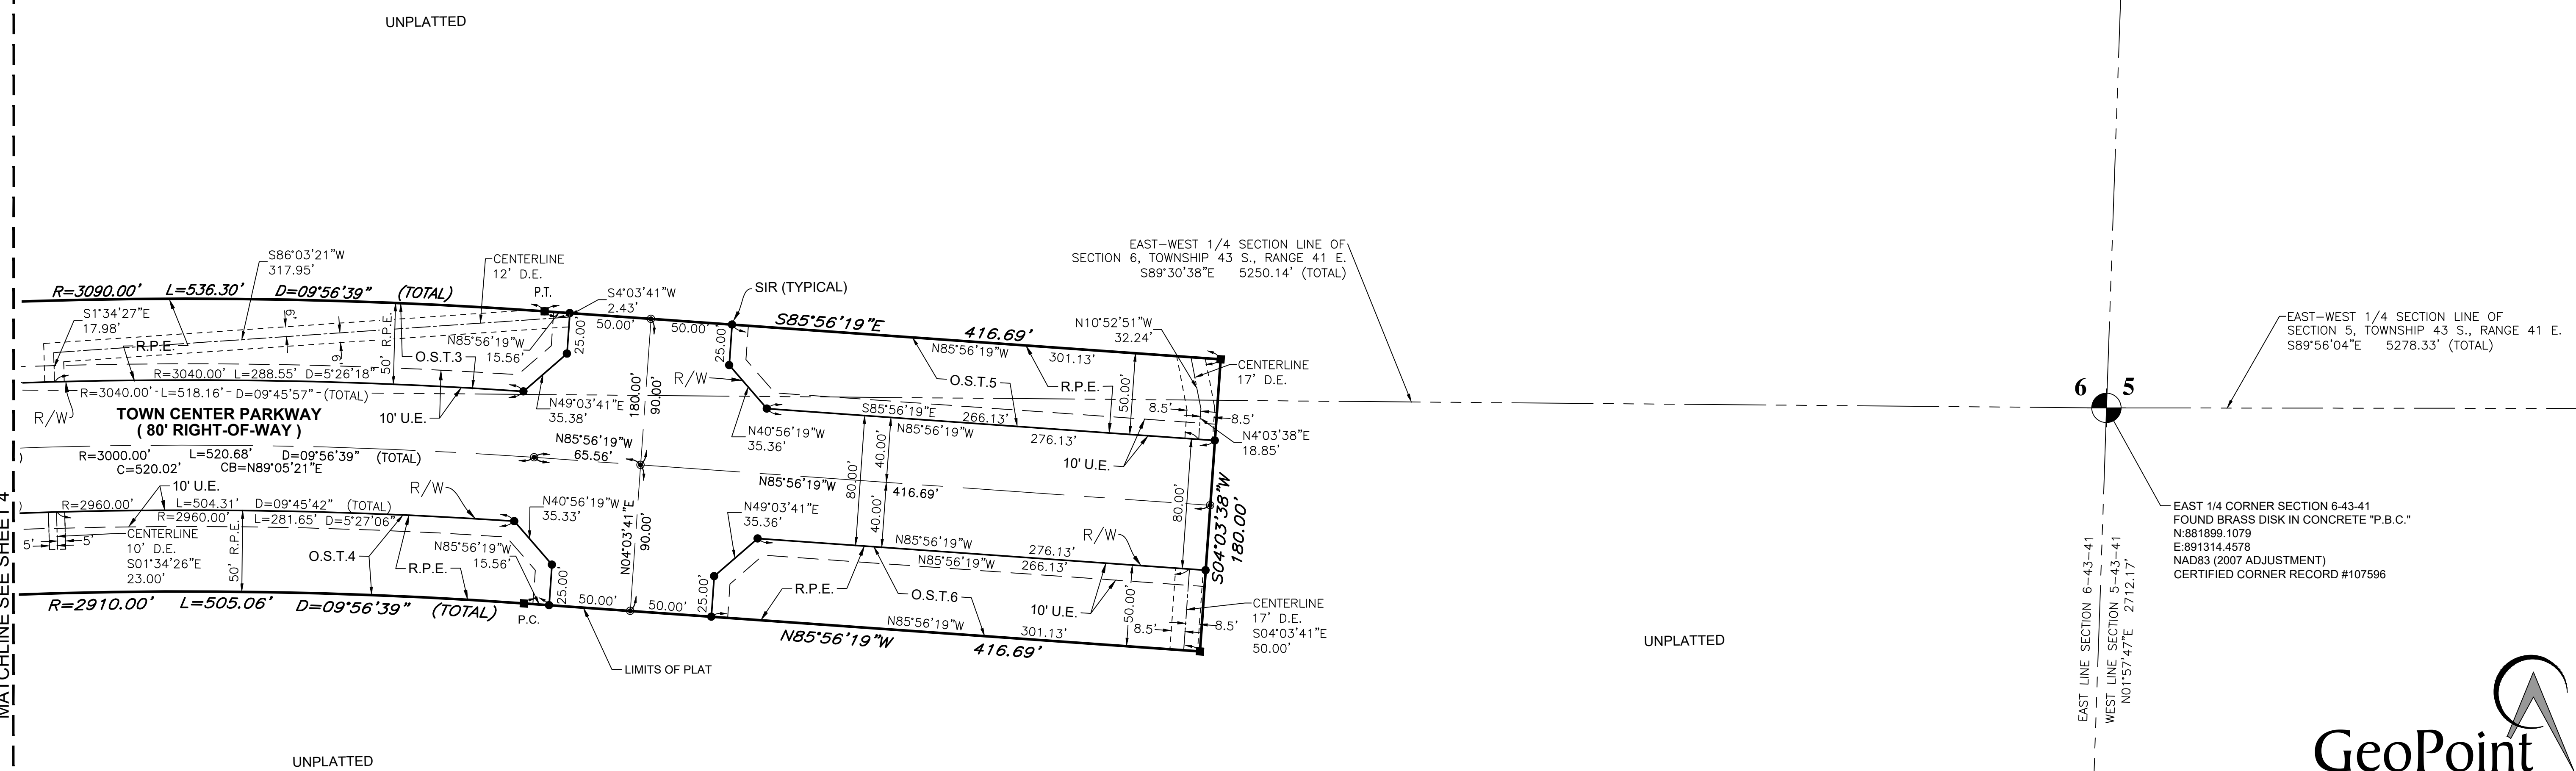 UNPLATTED
EAST-WEST 1/4 SECTION LINE OF
SECTION 6, TOWNSHIP 43 S., RANGE 41 E.
S89°30'38"E 5250.14' (TOTAL)
S86°03'21"W
317.95'
CENTERLINE
12' D.E.
P.T.
S4°03'41"W
2.43'
SIR (TYPICAL)
R=3090.00' L=536.30' D=09°56'39" (TOTAL)
S1°34'27"E
17.98'
9'
9'
R.P.E.
50' R.P.E.
O.S.T.3
N85°56'19"W
15.56'
25.00'
50.00'
50.00'
25.00'
S85°56'19"E 416.69'
N85°56'19"W 301.13'
N10°52'51"W
32.24'
CENTERLINE
17' D.E.
EAST-WEST 1/4 SECTION LINE OF
SECTION 5, TOWNSHIP 43 S., RANGE 41 E.
S89°56'04"E 5278.33' (TOTAL)
R=3040.00' L=288.55' D=5°26'18"
R=3040.00' L=518.16' D=09°45'57" (TOTAL)
R/W
TOWN CENTER PARKWAY
( 80' RIGHT-OF-WAY )
10' U.E.
N49°03'41"E
35.38'
R/W
180.00'
90.00'
O.S.T.5
R.P.E.
50.00'
8.5'
8.5'
6 5
S85°56'19"E 266.13'
N85°56'19"W 276.13'
N40°56'19"W
35.36'
10' U.E.
N4°03'38"E
18.85'
N85°56'19"W
65.56'
)
R=3000.00' L=520.68' D=09°56'39" (TOTAL)
C=520.02' CB=N89°05'21"E
80.00'
40.00'
40.00'
N85°56'19"W 416.69'
80.00'
S04°03'38"W
180.00'
MATCHLINE SEE SHEET 4
10' U.E.
R/W
R=2960.00' L=504.31' D=09°45'42" (TOTAL)
R=2960.00' L=281.65' D=5°27'06"
N40°56'19"W
35.33'
N04°03'41"E
90.00'
N49°03'41"E
35.36'
R/W
EAST 1/4 CORNER SECTION 6-43-41
FOUND BRASS DISK IN CONCRETE "P.B.C."
N:881899.1079
E:891314.4578
NAD83 (2007 ADJUSTMENT)
CERTIFIED CORNER RECORD #107596
5'
5'
CENTERLINE
10' D.E.
S01°34'26"E
23.00'
50' R.P.E.
O.S.T.4
R.P.E.
N85°56'19"W
15.56'
25.00'
N85°56'19"W 276.13'
N85°56'19"W 266.13'
R.P.E.
O.S.T.6
10' U.E.
50.00'
8.5'
8.5'
CENTERLINE
17' D.E.
S04°03'41"E
50.00'
R=2910.00' L=505.06' D=09°56'39" (TOTAL)
P.C.
50.00'
50.00'
25.00'
N85°56'19"W 301.13'
N85°56'19"W 416.69'
LIMITS OF PLAT
UNPLATTED
EAST LINE SECTION 6-43-41
WEST LINE SECTION 5-43-41
N01°57'47"E 2712.17'
UNPLATTED
GeoPoint